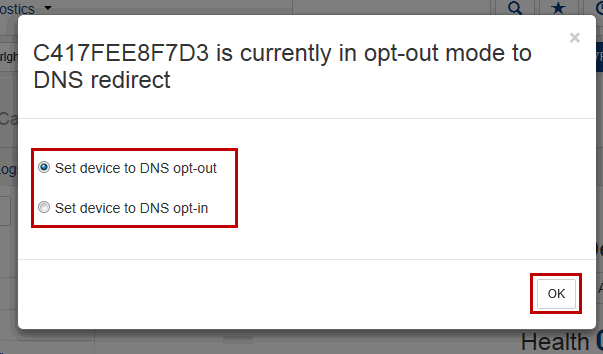 ostics
C417FEE8F7D3 is currently in opt-out mode to
DNS redirect
×
Set device to DNS opt-out
Set device to DNS opt-in
OK
Health